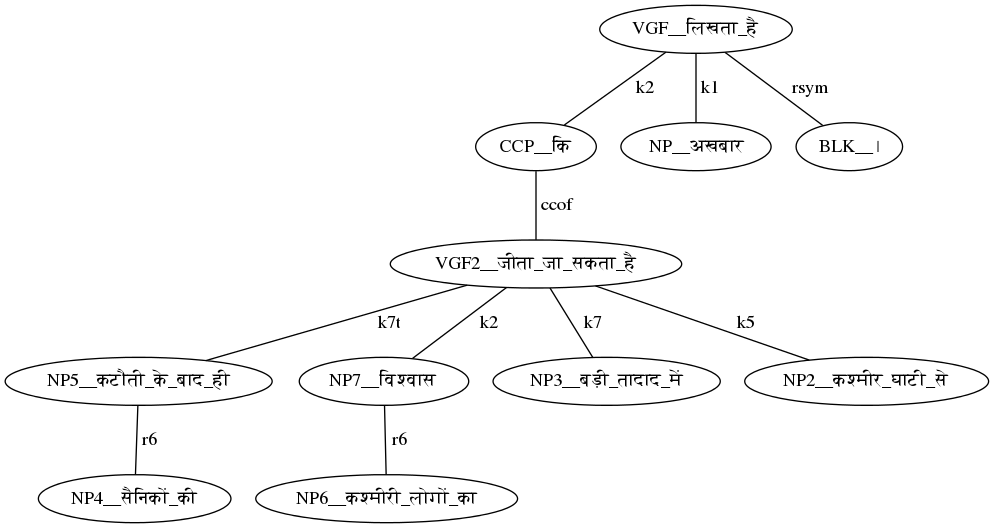 VGF__लिखता_है
k2
k1
rsym
CCP__कि
NP__अखबार
BLK__।
ccof
VGF2__जीता_जा_सकता_है
k7t
k2
k7
k5
NP5__कटौती_के_बाद_ही
NP7__विश्वास
NP3__बड़ी_तादाद_में
NP2__कश्मीर_घाटी_से
r6
r6
NP4__सैनिकों_की
NP6__कश्मीरी_लोगों_का